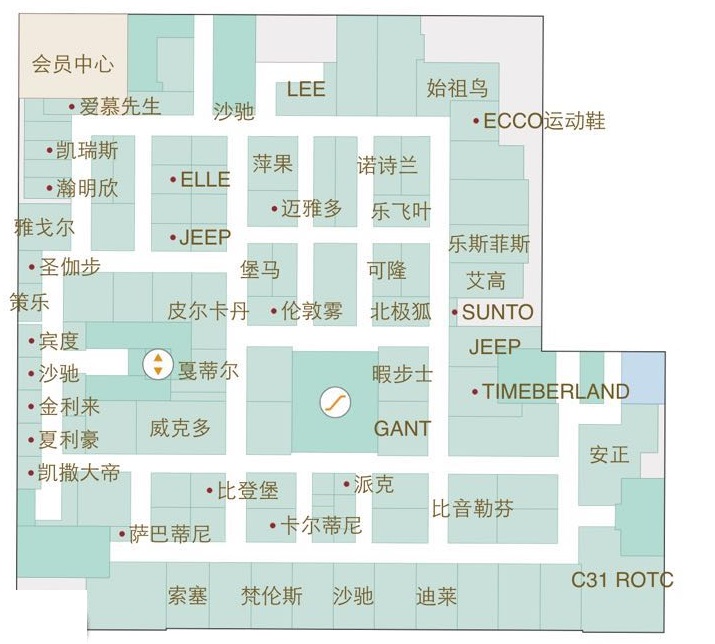 会员中心
LEE
始祖鸟
爱慕先生
沙驰
ECCO运动鞋
凯瑞斯
萍果
诺诗兰
ELLE
瀚明欣
迈雅多
乐飞叶
雅戈尔
JEEP
乐斯菲斯
圣伽步
堡马
可隆
艾高
策乐
皮尔卡丹
伦敦雾
北极狐
SUNTO
宾度
JEEP
沙驰
戛蒂尔
暇步士
TIMEBERLAND
金利来
夏利豪
威克多
GANT
安正
凯撒大帝
比登堡
派克
比音勒芬
萨巴蒂尼
卡尔蒂尼
C31 ROTC
索塞
梵伦斯
沙驰
迪莱